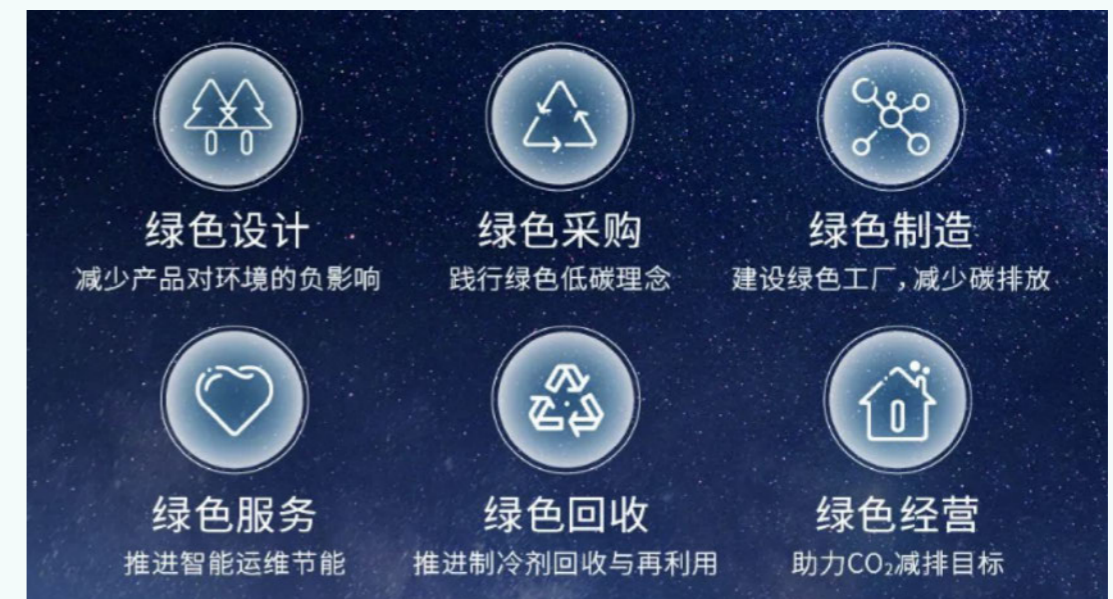 绿色设计
减少产品对环境的负影响
绿色采购
践行绿色低碳理念
绿色制造
建设绿色工厂，减少碳排放
绿色服务
推进智能运维节能
绿色回收
推进制冷剂回收与再利用
绿色经营
助力CO₂减排目标